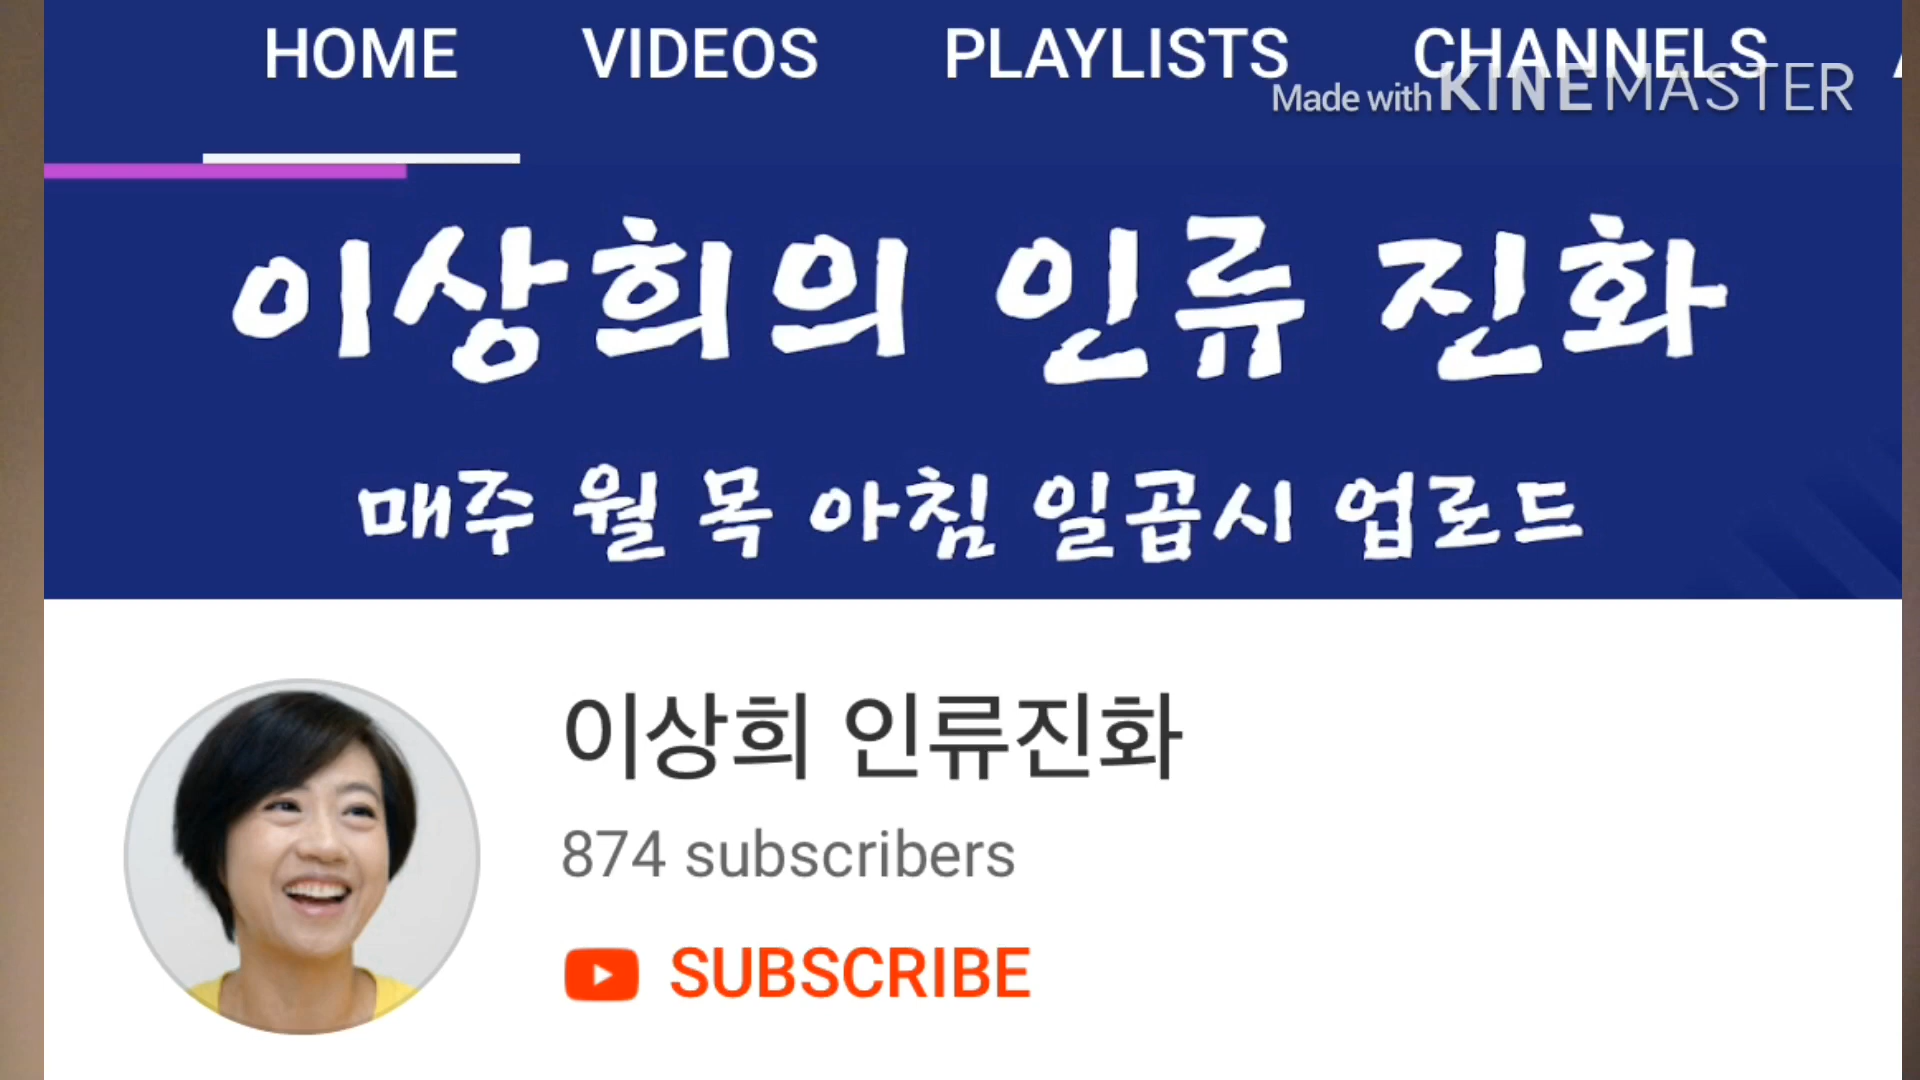 HOME VIDEOS PLAYLISTS CHANNELS
Made with KINEMASTER
이상희의 인류 진화
매주 월 목 아침 일곱시 업로드
이상희 인류진화
874 subscribers
SUBSCRIBE